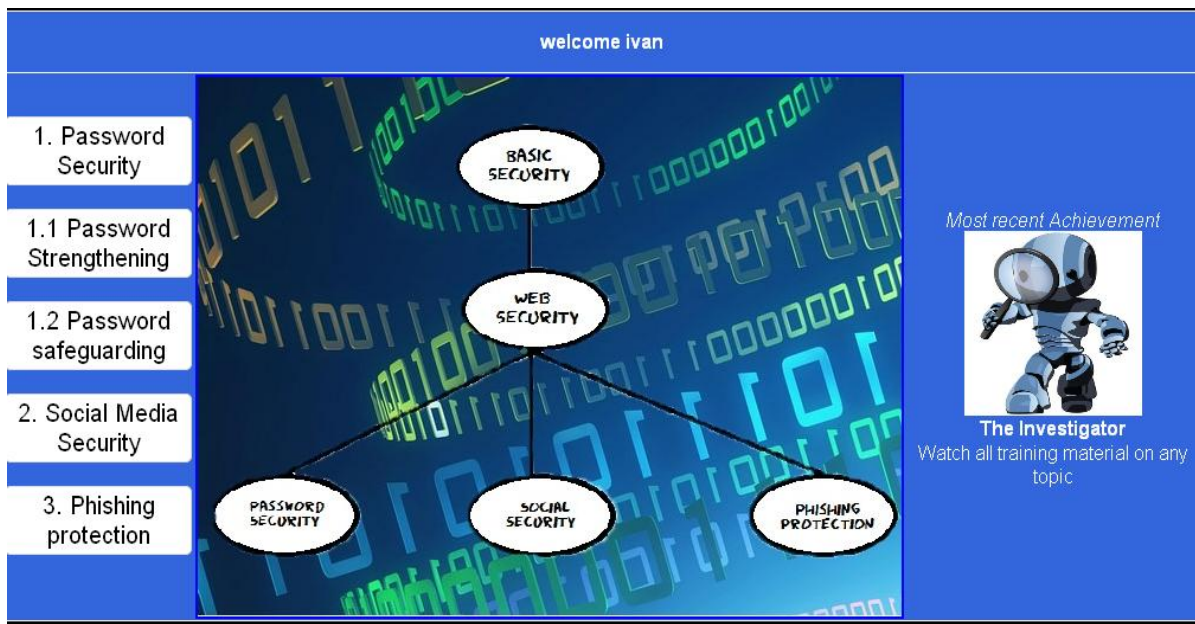 welcome ivan
1. Password
Security
1.1 Password
Strengthening
1.2 Password
safeguarding
2. Social Media
Security
3. Phishing
protection
BASIC
SECURITY
WEB
SECURITY
PASSWORD
SECURITY
SOCIAL
SECURITY
PHISHING
PROTECTION
Most recent Achievement
The Investigator
Watch all training material on any
topic